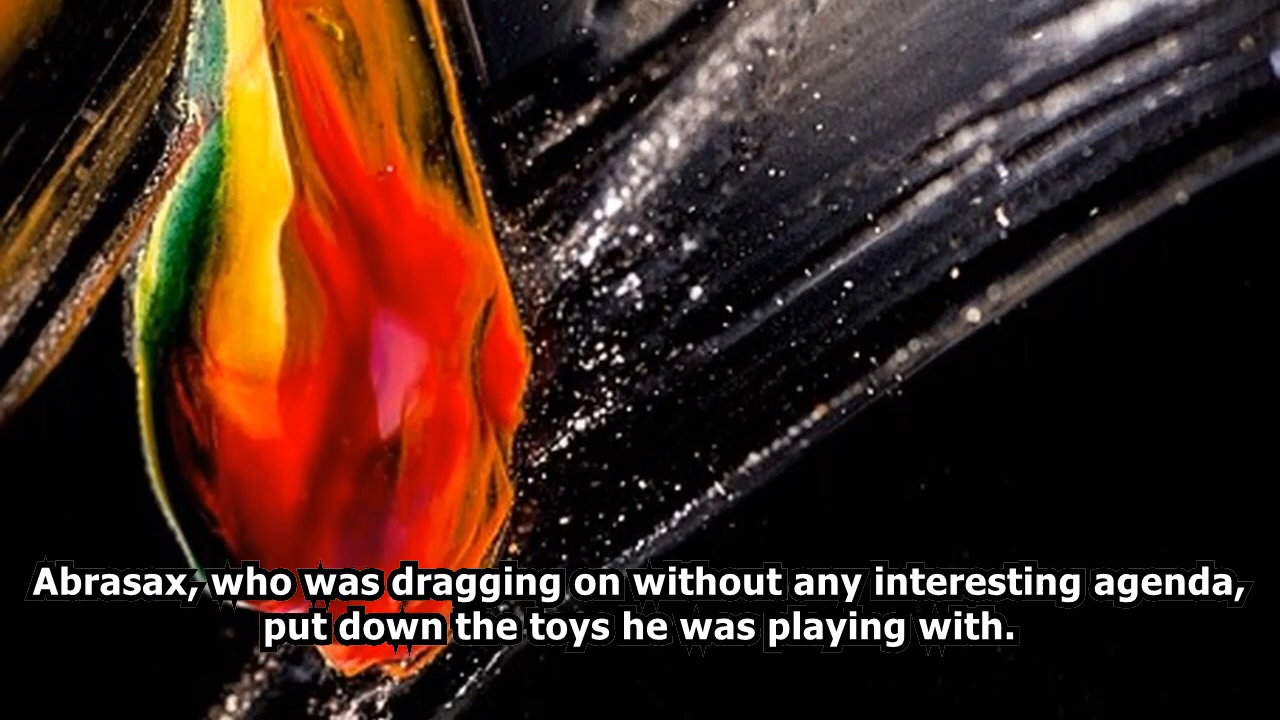 Abrasax, who was dragging on without any interesting agenda,
put down the toys he was playing with.